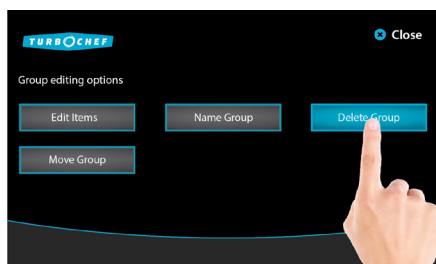 TURBOCHEF
Close
Group editing options
Edit Items
Name Group
Delete Group
Move Group